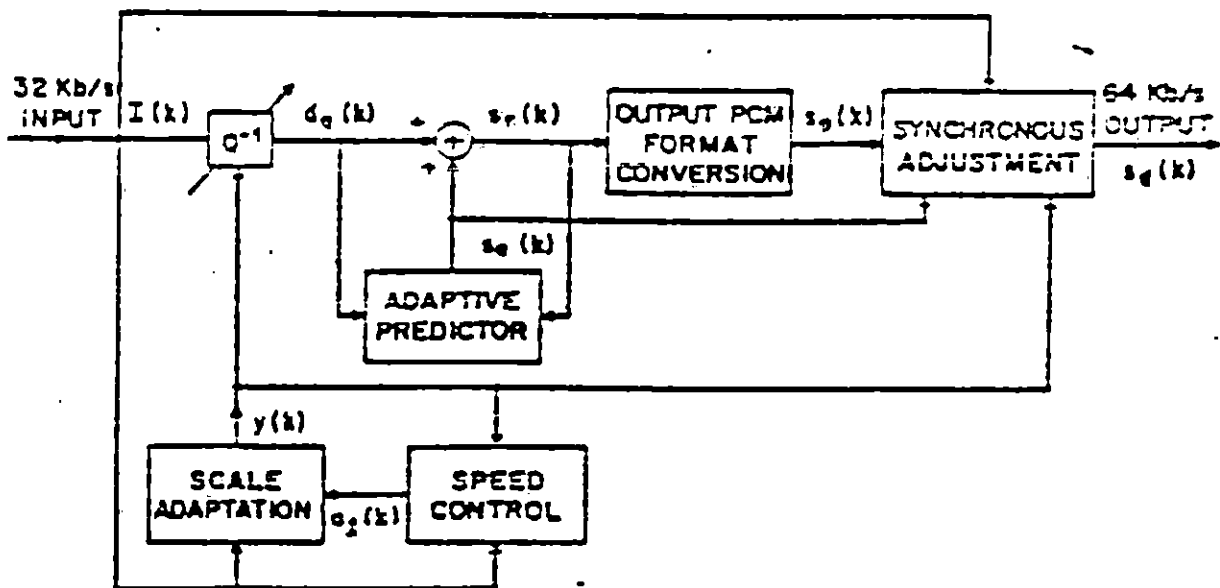 32 Kb/s
INPUT
I(k)
Q⁻¹
d_q(k)
+
+
+
s_r(k)
OUTPUT PCM
FORMAT
CONVERSION
s_p(k)
SYNCHRONOUS
ADJUSTMENT
64 Kb/s
OUTPUT
s_d(k)
s_e(k)
ADAPTIVE
PREDICTOR
y(k)
SCALE
ADAPTATION
a_l(k)
SPEED
CONTROL